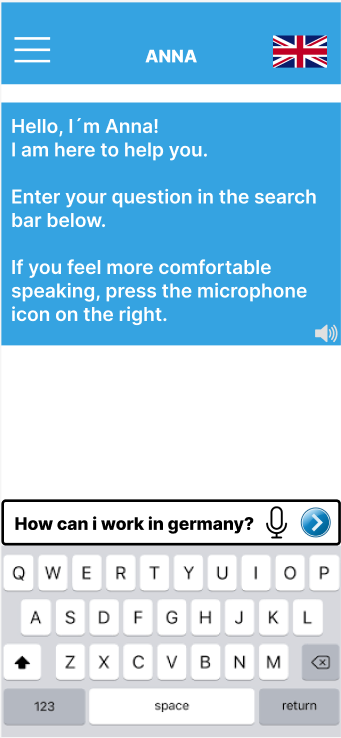 ANNA
Hello, I´m Anna!
I am here to help you.
Enter your question in the search
bar below.
If you feel more comfortable
speaking, press the microphone
icon on the right.
How can i work in germany?
Q W E R T Y U I O P
A S D F G H J K L
Z X C V B N M
123 space return